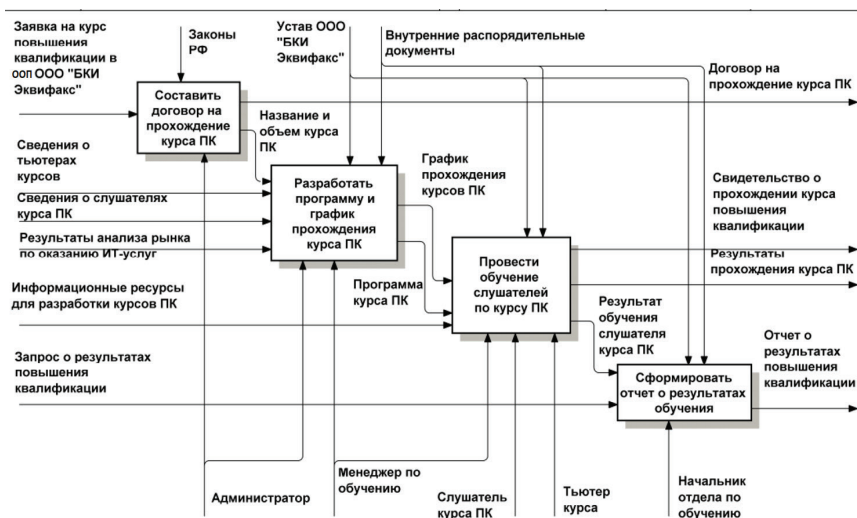 Заявка на курс
повышения
квалификации в
ооп ООО "БКИ
Эквифакс"
Законы
РФ
Устав ООО
"БКИ
Эквифакс"
Внутренние распорядительные
документы
Договор на
прохождение
курса ПК
Составить
договор на
прохождение
курса ПК
Название и
объем курса
ПК
Сведения о
тьютерах
курсов
Сведения о слушателях
курса ПК
Результаты анализа рынка
по оказанию ИТ-услуг
Разработать
программу и
график
прохождения
курса ПК
График
прохождения
курсов ПК
Свидетельство о
прохождении курса
повышения
квалификации
Результаты
прохождения курса ПК
Провести
обучение
слушателей
по курсу ПК
Программа
курса ПК
Информационные ресурсы
для разработки курсов ПК
Результат
обучения
слушателя
курса ПК
Запрос о результатах
повышения
квалификации
Отчет о
результатах
повышения
квалификации
Сформировать
отчет о результатах
обучения
Администратор
Менеджер по
обучению
Слушатель
курса ПК
Тьютер
курса
Начальник
отдела по
обучению